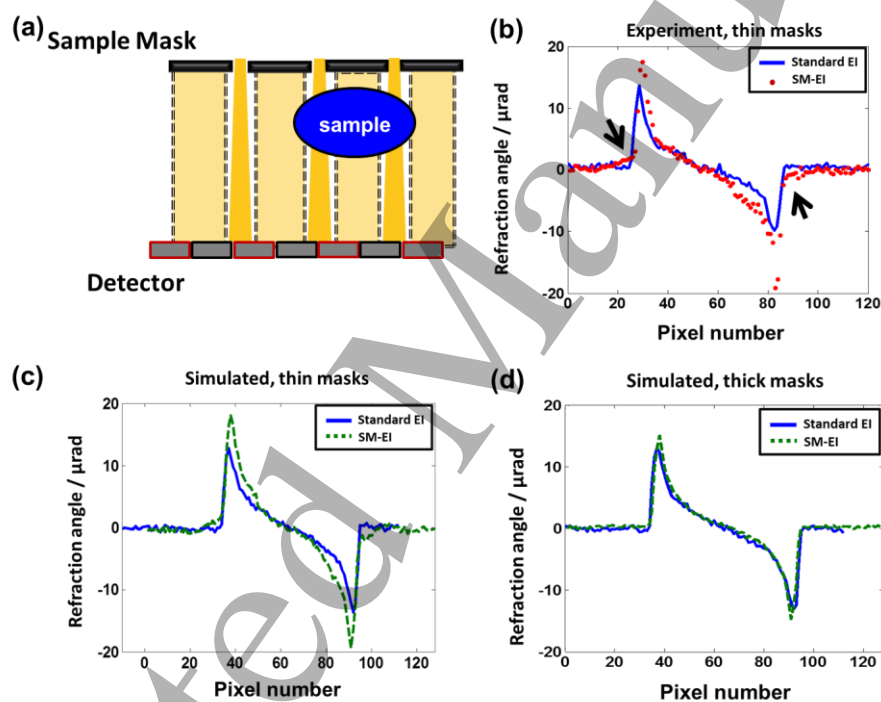 (a)
Sample Mask
sample
Detector
(b)
Experiment, thin masks
Standard EI
SM-EI
Refraction angle / μrad
20
10
0
-10
-20
0 20 40 60 80 100 120
Pixel number
(c)
Simulated, thin masks
Standard EI
SM-EI
Refraction angle / μrad
20
10
0
-10
-20
0 20 40 60 80 100 120
Pixel number
(d)
Simulated, thick masks
Standard EI
SM-EI
Refraction angle / μrad
20
10
0
-10
-20
0 20 40 60 80 100 120
Pixel number
ted Manu